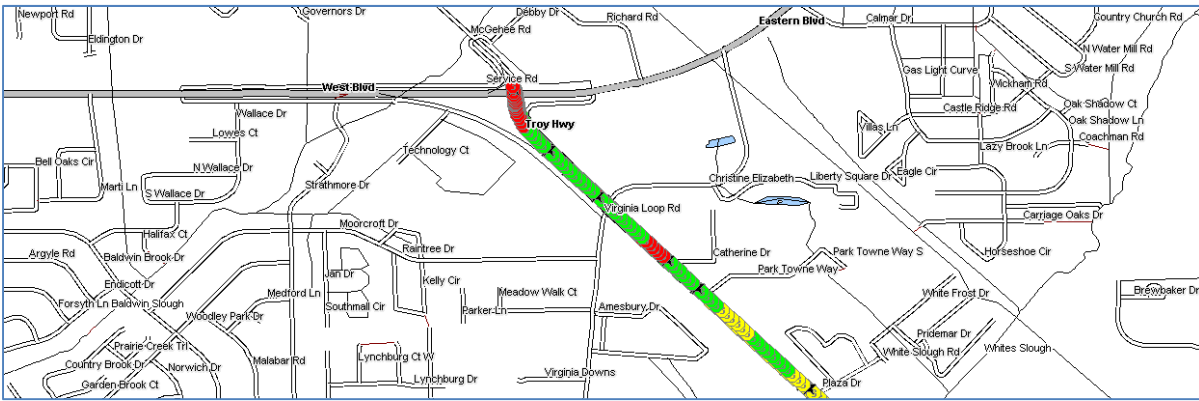 Newport Rd
Governors Dr
Debby Dr
Richard Rd
Eastern Blvd
Calmar Dr
Country Church Rd
Eldington Dr
McGehee Rd
N Water Mill Rd
S Water Mill Rd
Gas Light Curve
Wickham Rd
Service Rd
West Blvd
Castle Ridge Rd
Oak Shadow Ct
Wallace Dr
Oak Shadow Ln
Lowes Ct
Troy Hwy
Villas Ln
Coachman Rd
Technology Ct
Lazy Brook Ln
Bell Oaks Cir
N Wallace Dr
Eagle Cir
Marti Ln
S Wallace Dr
Strathmore Dr
Christine Elizabeth
Liberty Square Dr
Virginia Loop Rd
Carriage Oaks Dr
Halifax Ct
Moorcroft Dr
Argyle Rd
Baldwin Brook Dr
Raintree Dr
Catherine Dr
Park Towne Way S
Horseshoe Cir
Jan Dr
Kelly Cir
Park Towne Way
Endicott Dr
Medford Ln
Meadow Walk Ct
White Frost Dr
Brewbaker Dr
Forsyth Ln
Baldwin Slough
Southmall Cir
Parker Ln
Amesbury Dr
Woodley Park Dr
Pridemar Dr
Prairie Creek Trl
Lynchburg Ct W
White Slough Rd
Whites Slough
Country Brook Dr
Norwich Dr
Malabar Rd
Virginia Downs
Garden Brook Ct
Lynchburg Dr
Plaza Dr